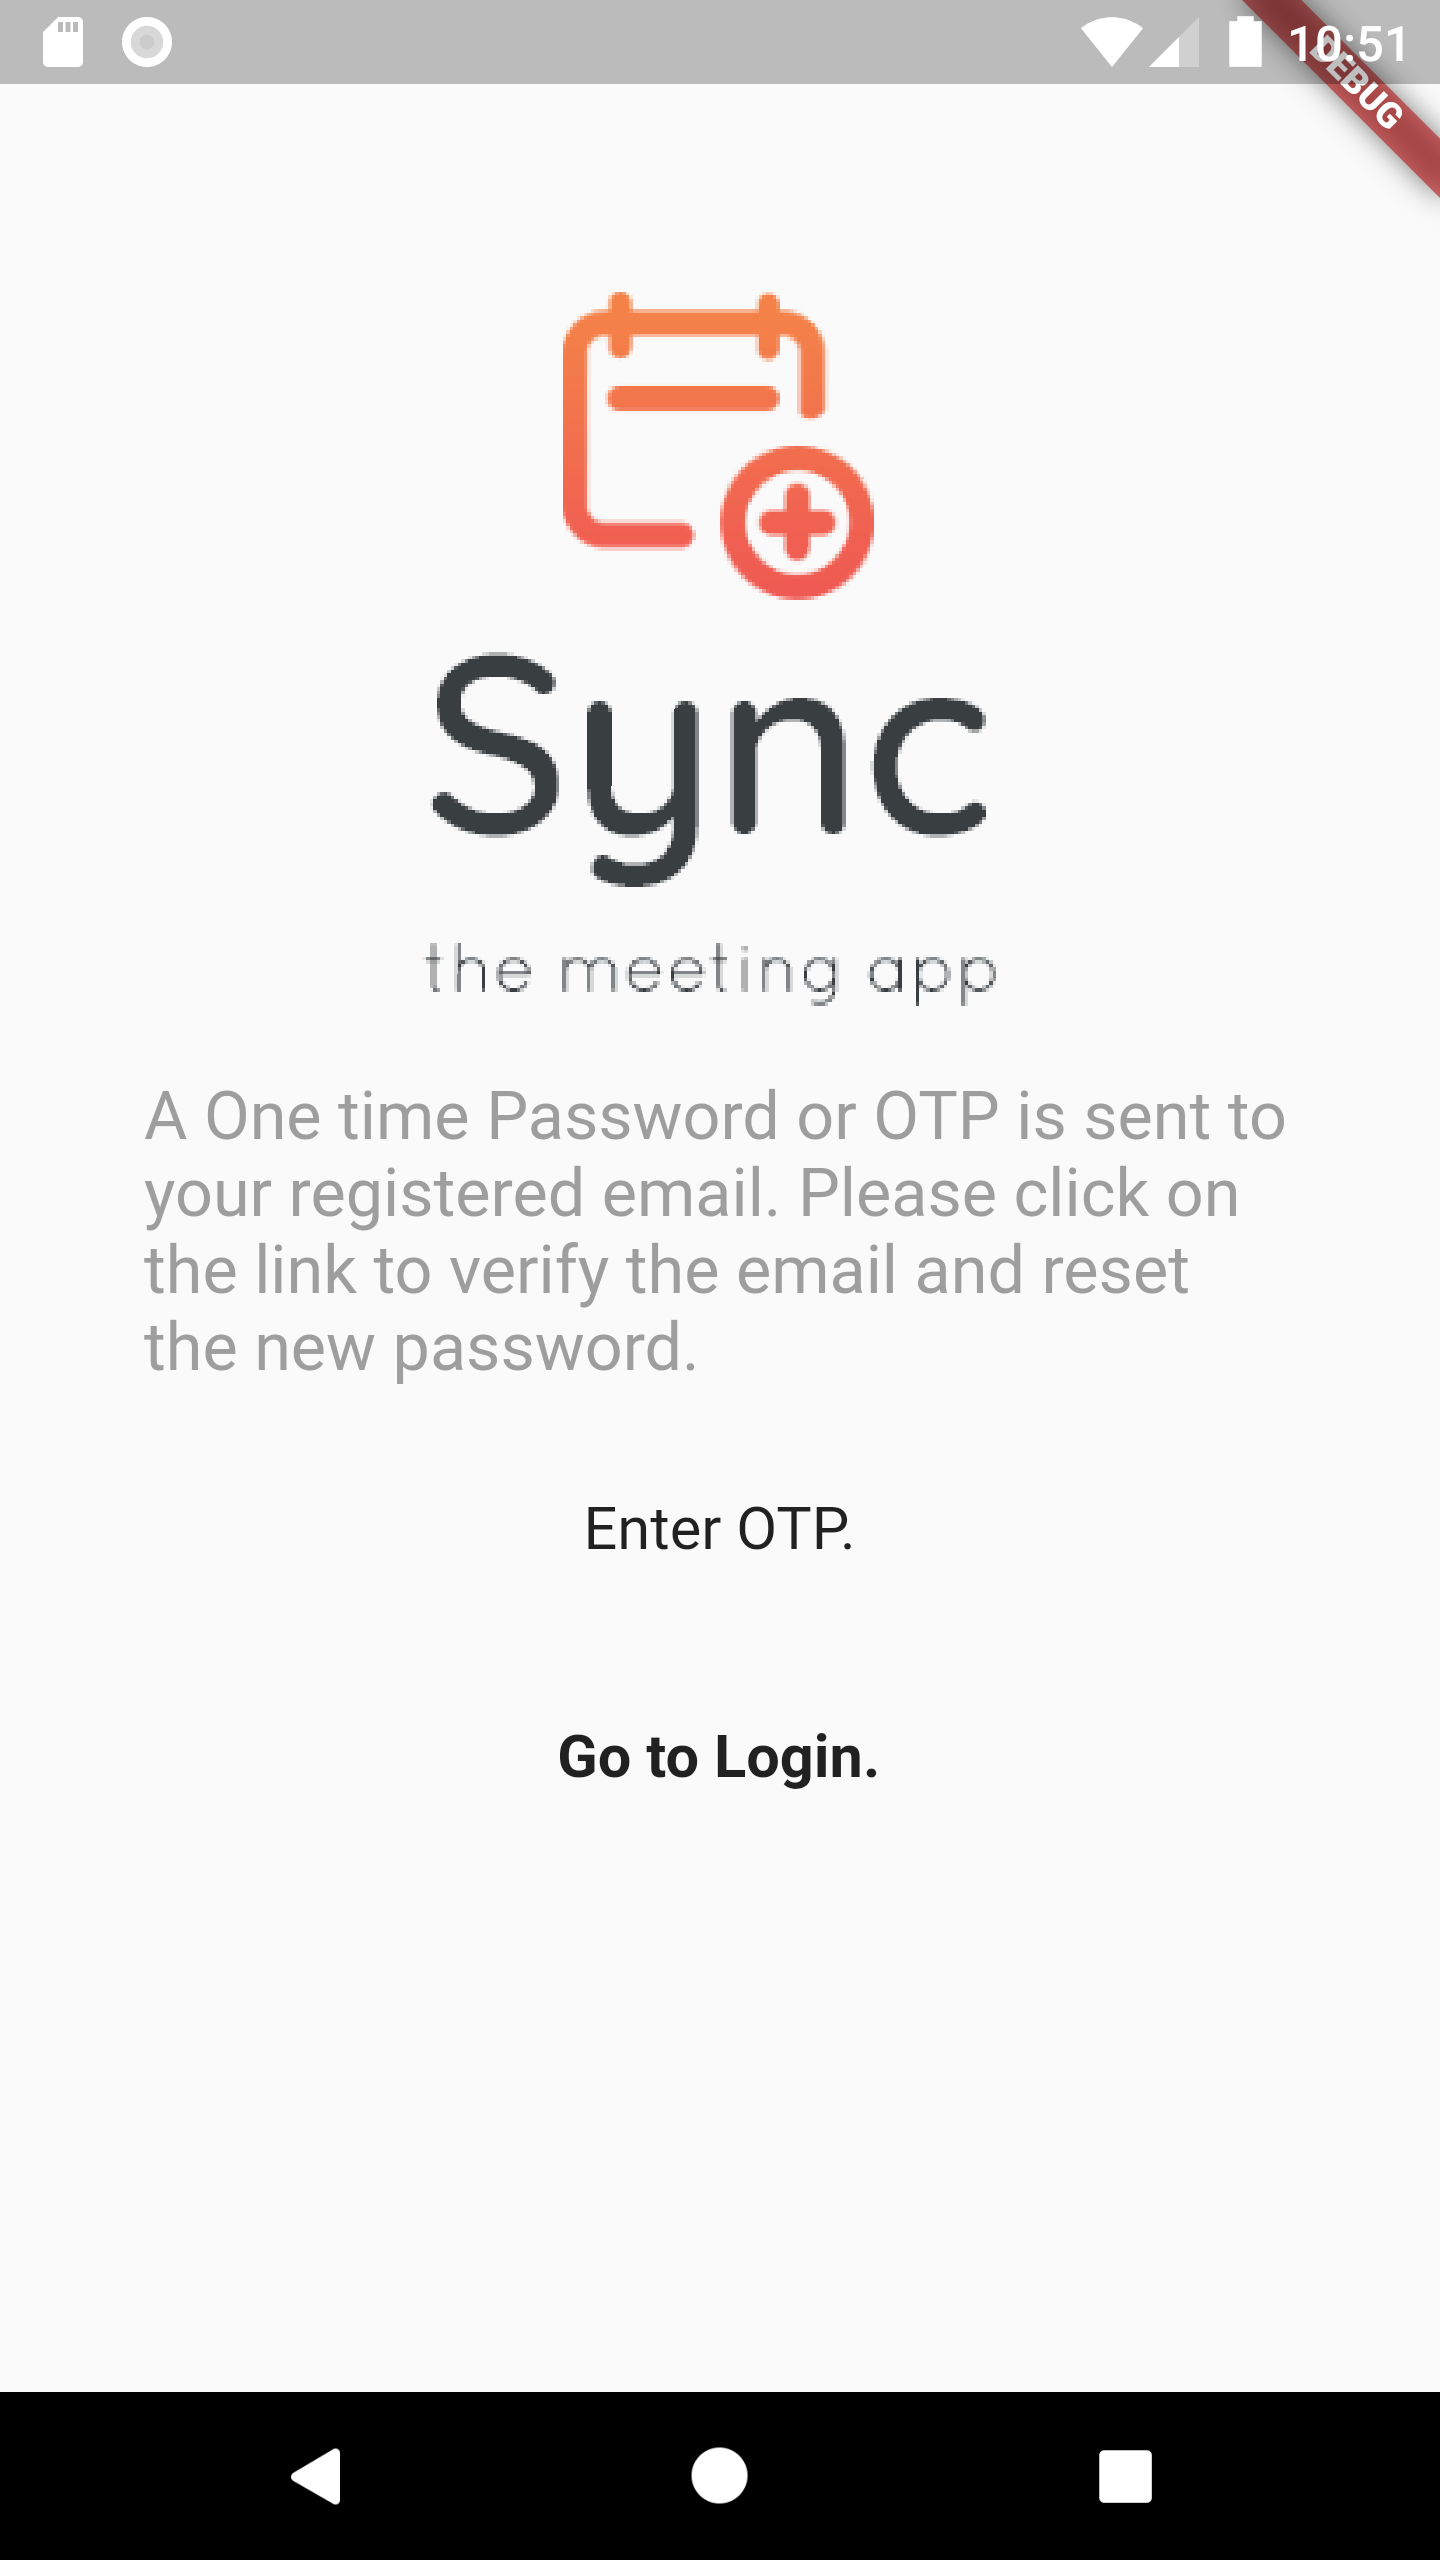 10:51
DEBUG
Sync
the meeting app
A One time Password or OTP is sent to
your registered email. Please click on
the link to verify the email and reset
the new password.
Enter OTP.
Go to Login.